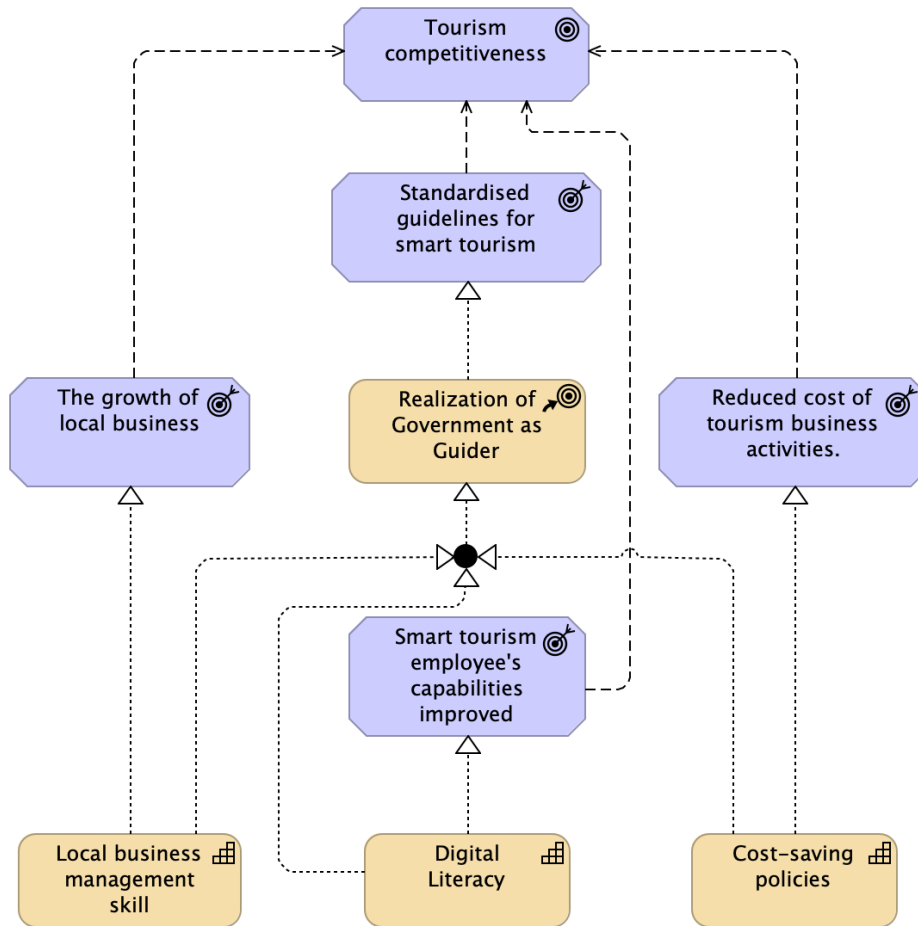 Tourism
competitiveness
Standardised
guidelines for
smart tourism
The growth of
local business
Realization of
Government as
Guider
Reduced cost of
tourism business
activities.
Smart tourism
employee's
capabilities
improved
Local business
management
skill
Digital
Literacy
Cost-saving
policies